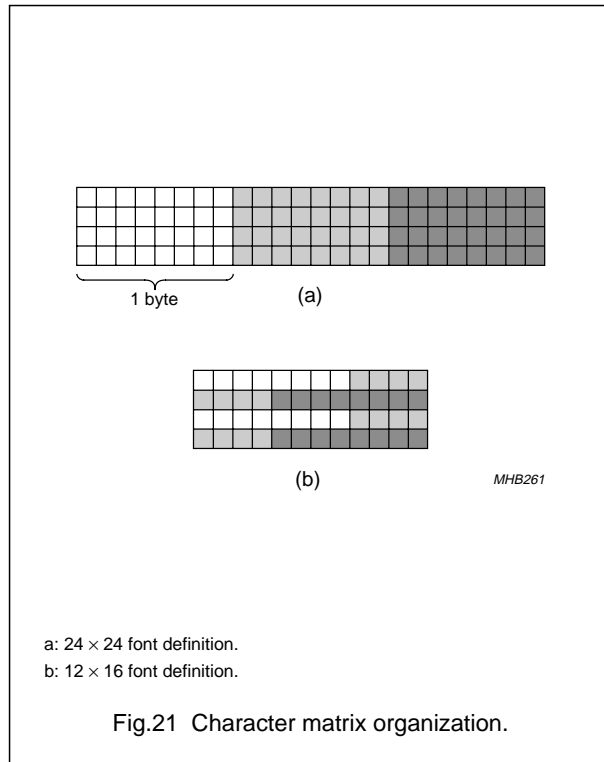 1 byte
(a)
(b)
MHB261
a: 24 × 24 font definition.
b: 12 × 16 font definition.
Fig.21 Character matrix organization.